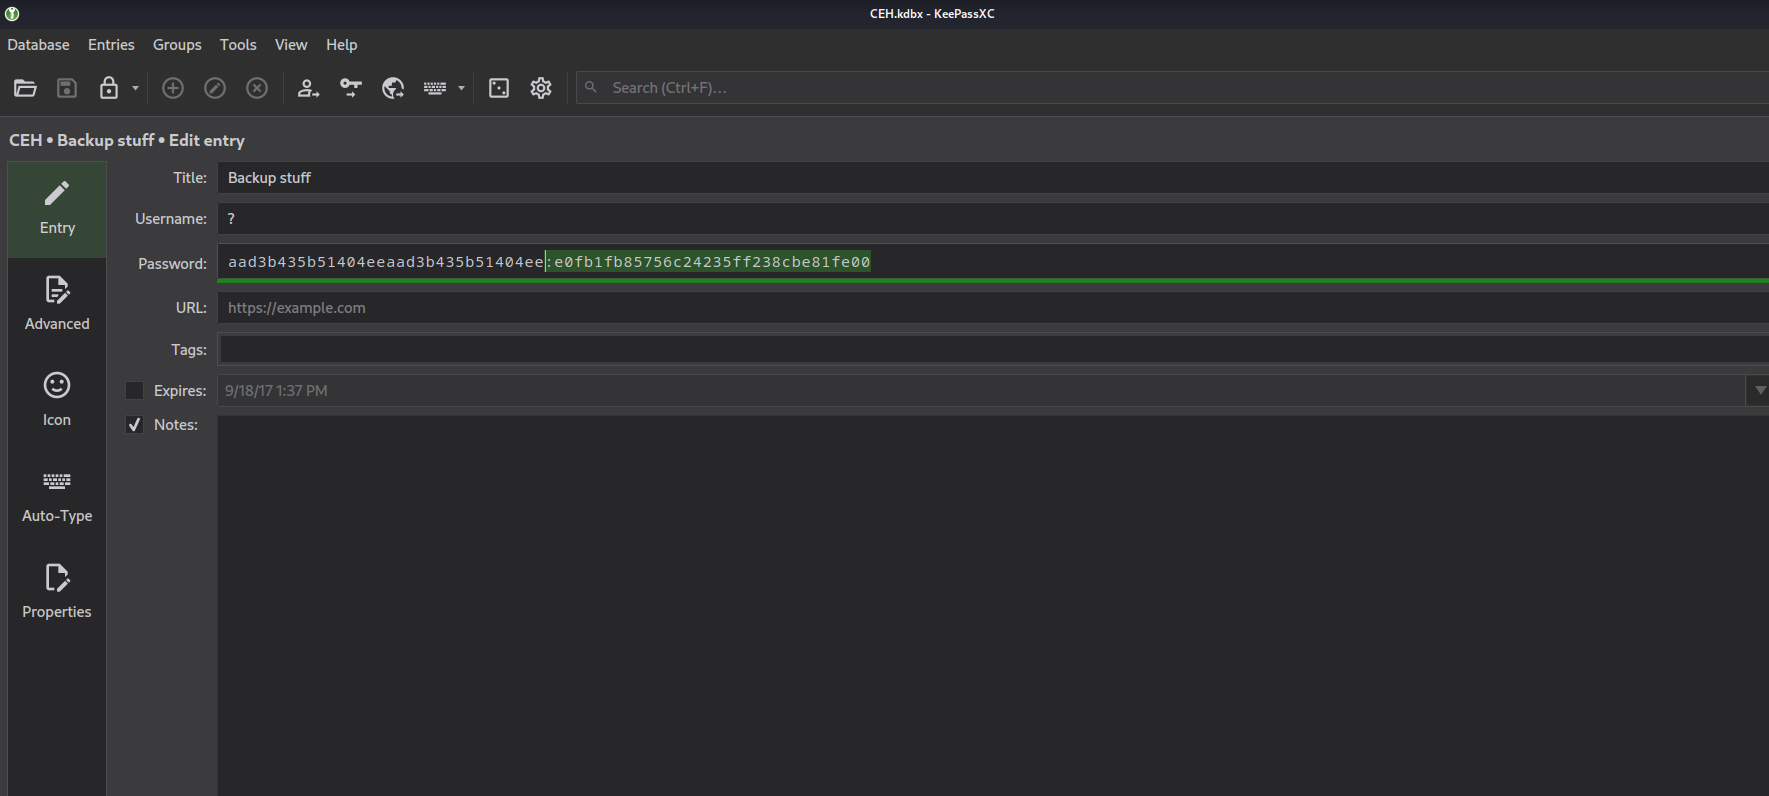 CEH.kdbx - KeePassXC
Database Entries Groups Tools View Help
Search (Ctrl+F)...
CEH • Backup stuff • Edit entry
Title: Backup stuff
Username: ?
Password: aad3b435b51404eeaad3b435b51404ee:e0fb1fb85756c24235ff238cbe81fe00
URL: https://example.com
Tags:
Expires: 9/18/17 1:37 PM
Notes:
Entry
Advanced
Icon
Auto-Type
Properties